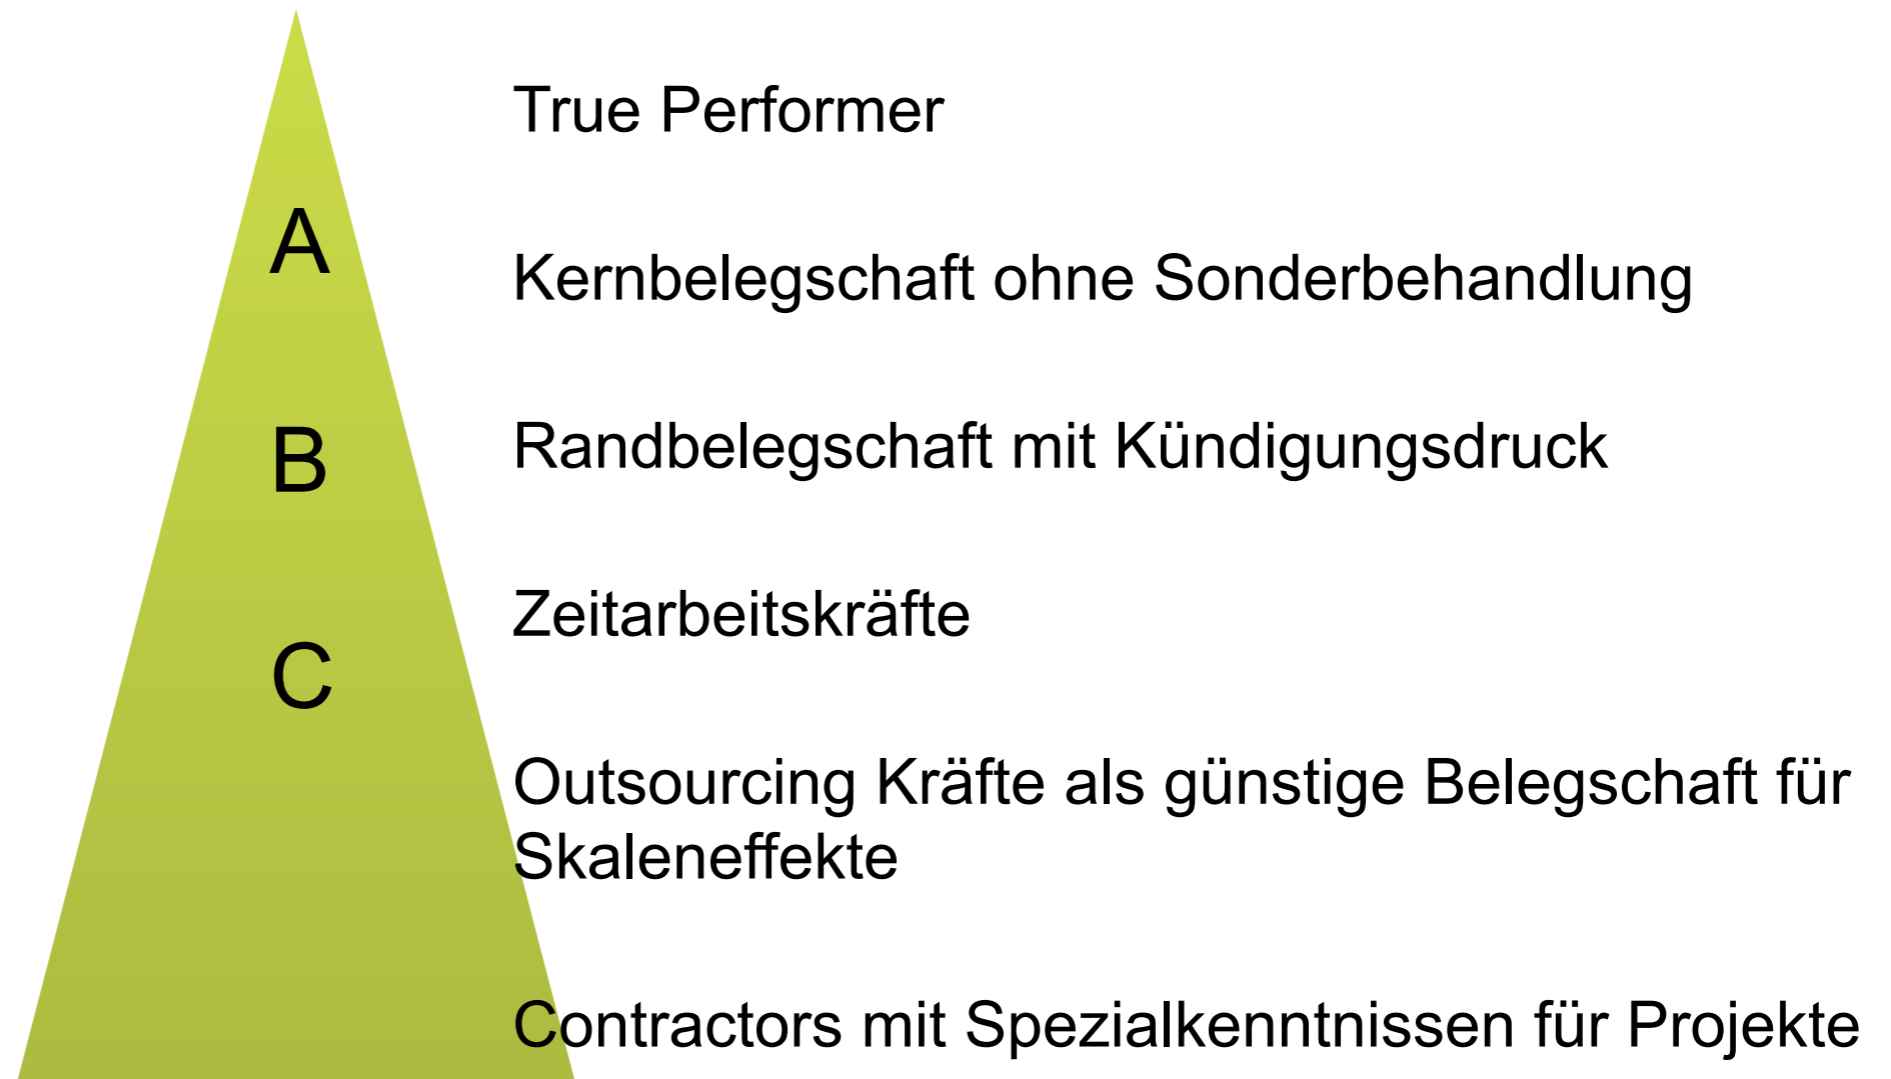 True Performer
A
Kernbelegschaft ohne Sonderbehandlung
Randbelegschaft mit Kündigungsdruck
B
Zeitarbeitskräfte
C
Outsourcing Kräfte als günstige Belegschaft für
Skaleneffekte
Contractors mit Spezialkenntnissen für Projekte